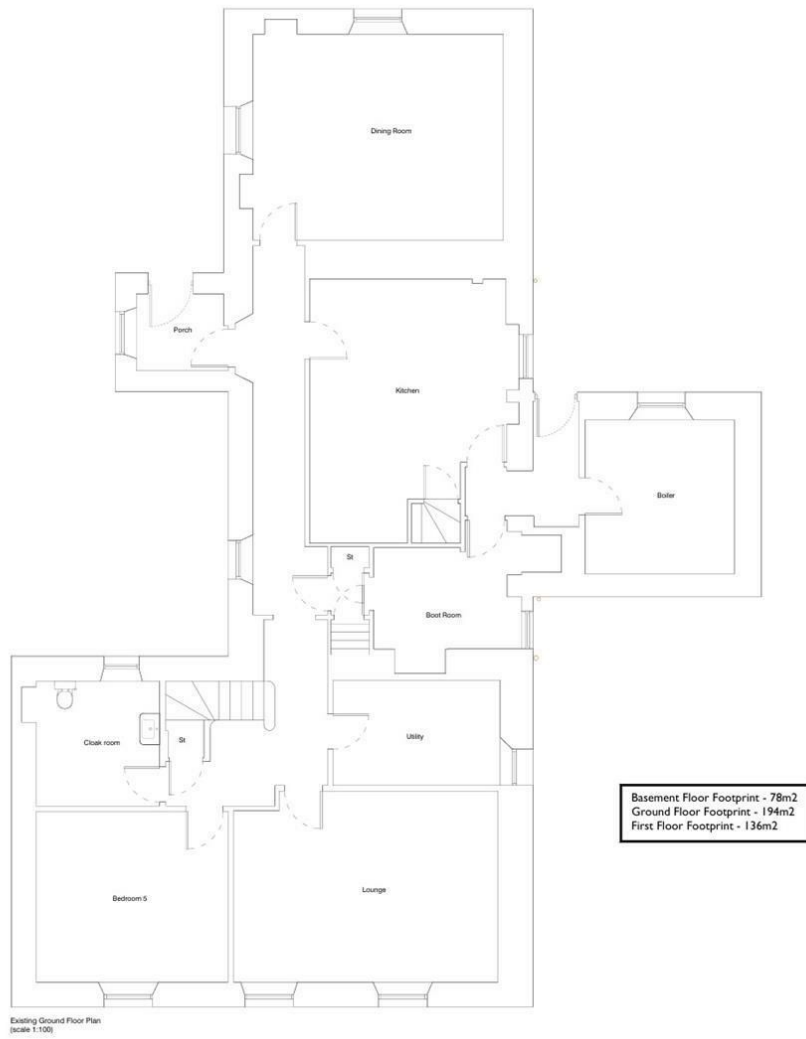 Dining Room
Porch
Kitchen
Boiler
St
Boot Room
Cloak room
St
Utility
Basement Floor Footprint - 78m2
Ground Floor Footprint - 194m2
First Floor Footprint - 136m2
Bedroom 5
Lounge
Existing Ground Floor Plan
(scale 1:100)